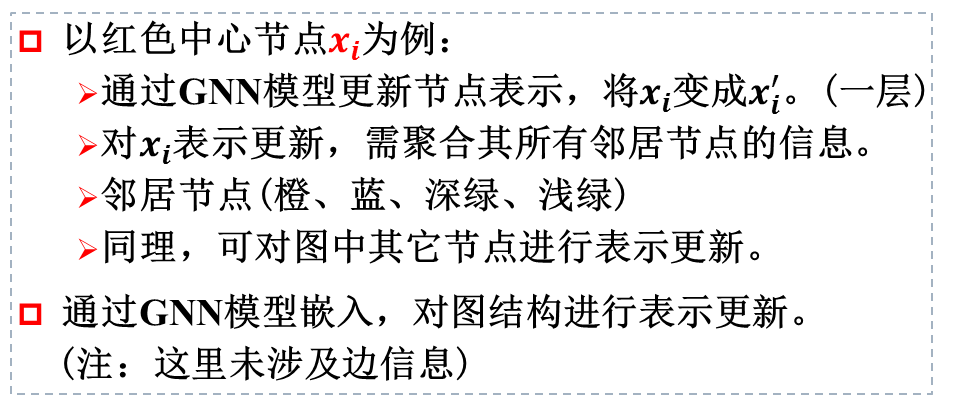 以红色中心节点xᵢ为例：
通过GNN模型更新节点表示，将xᵢ变成xᵢ′。(一层)
对xᵢ表示更新，需聚合其所有邻居节点的信息。
邻居节点(橙、蓝、深绿、浅绿)
同理，可对图中其它节点进行表示更新。
通过GNN模型嵌入，对图结构进行表示更新。
(注：这里未涉及边信息)